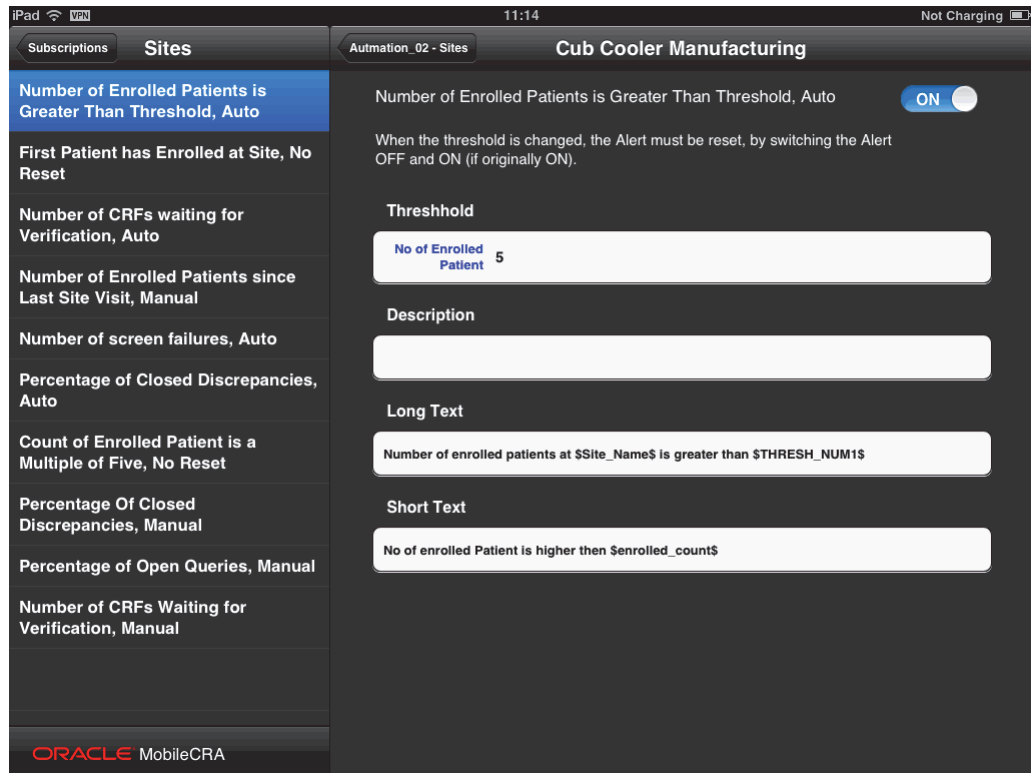 iPad VPN 11:14 Not Charging
Subscriptions Sites
Autmation_02 - Sites Cub Cooler Manufacturing
Number of Enrolled Patients is
Greater Than Threshold, Auto
First Patient has Enrolled at Site, No
Reset
Number of CRFs waiting for
Verification, Auto
Number of Enrolled Patients since
Last Site Visit, Manual
Number of screen failures, Auto
Percentage of Closed Discrepancies,
Auto
Count of Enrolled Patient is a
Multiple of Five, No Reset
Percentage Of Closed
Discrepancies, Manual
Percentage of Open Queries, Manual
Number of CRFs Waiting for
Verification, Manual
ORACLE MobileCRA
Number of Enrolled Patients is Greater Than Threshold, Auto ON
When the threshold is changed, the Alert must be reset, by switching the Alert
OFF and ON (if originally ON).
Threshhold
No of Enrolled
Patient 5
Description
Long Text
Number of enrolled patients at $Site_Name$ is greater than $THRESH_NUM1$
Short Text
No of enrolled Patient is higher then $enrolled_count$